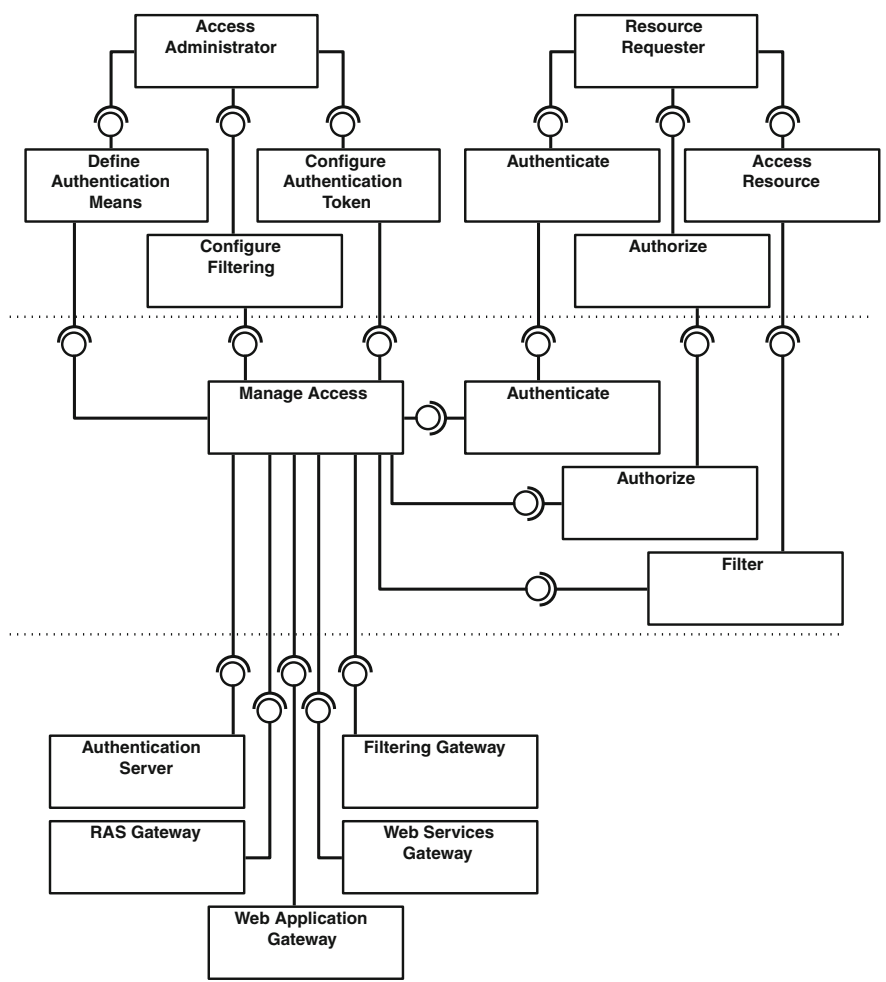 Access
Administrator
Resource
Requester
Define
Authentication
Means
Configure
Authentication
Token
Authenticate
Access
Resource
Configure
Filtering
Authorize
Manage Access
Authenticate
Authorize
Filter
Authentication
Server
Filtering Gateway
RAS Gateway
Web Services
Gateway
Web Application
Gateway